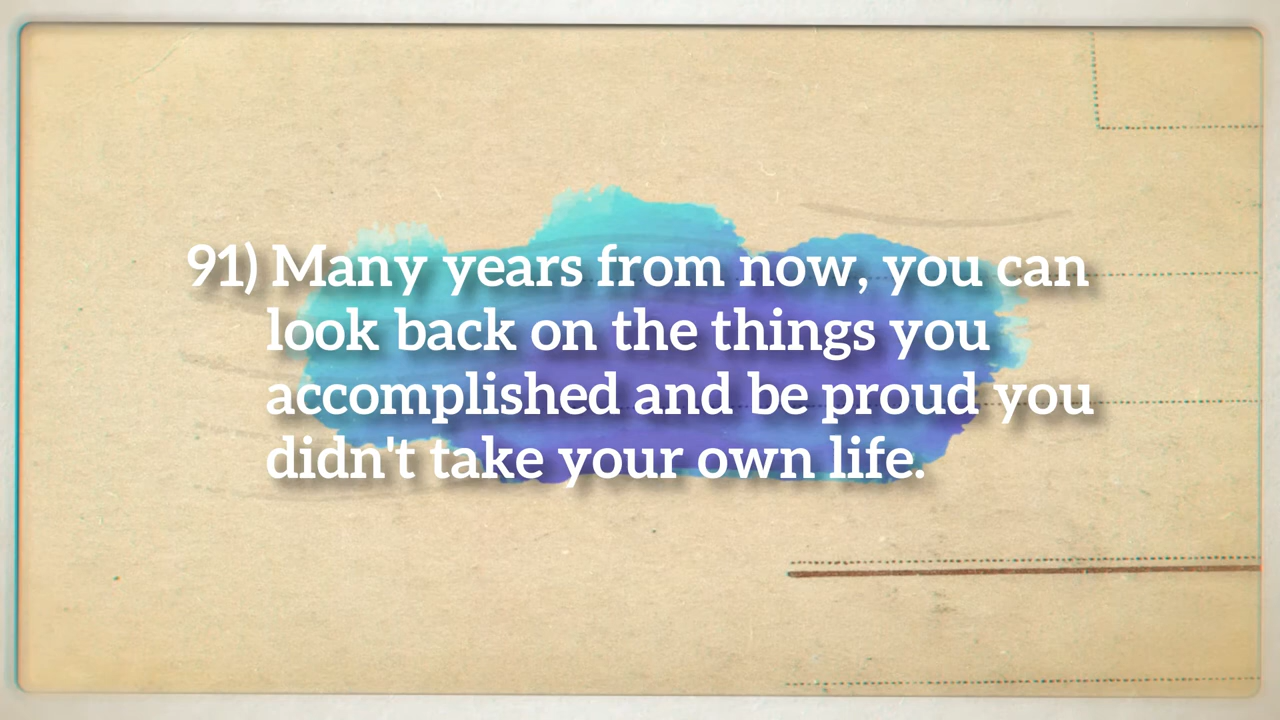 91) Many years from now, you can
look back on the things you
accomplished and be proud you
didn't take your own life.